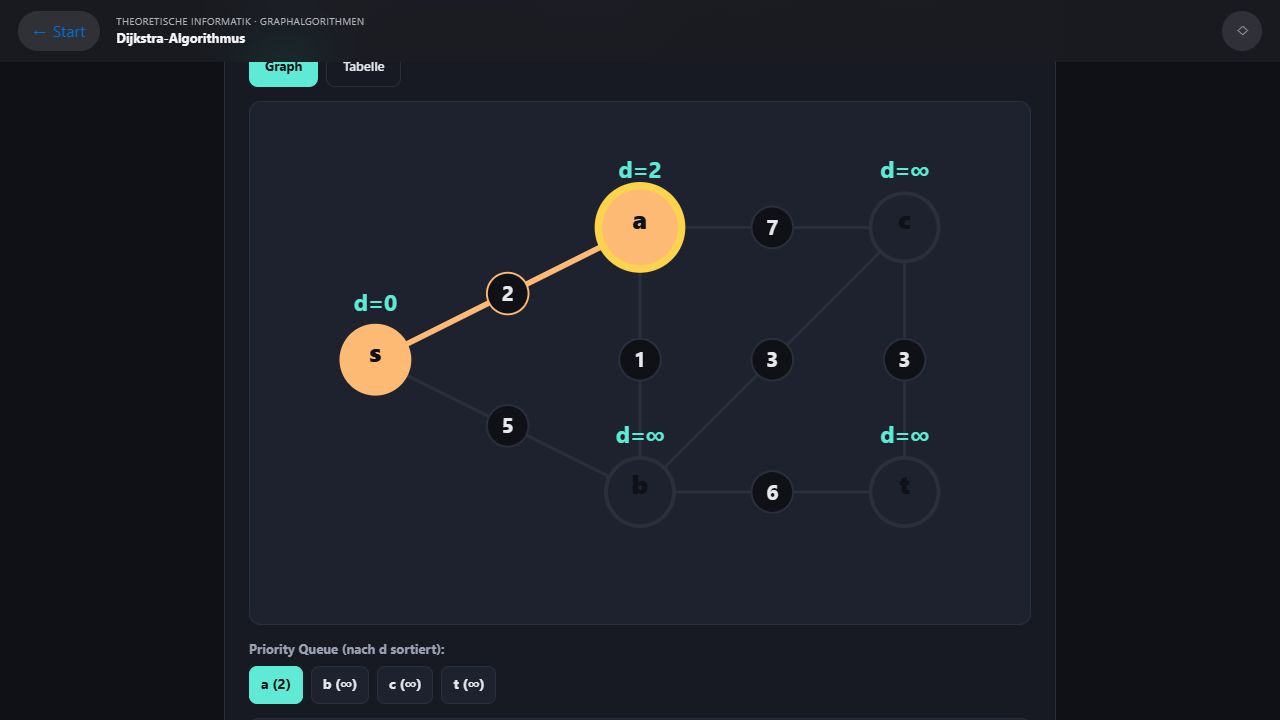 ← Start
THEORETISCHE INFORMATIK · GRAPHALGORITHMEN
Dijkstra-Algorithmus
◇
Graph
Tabelle
d=2
d=∞
a
7
c
2
d=0
s
1
3
3
5
d=∞
d=∞
b
6
t
Priority Queue (nach d sortiert):
a (2)
b (∞)
c (∞)
t (∞)